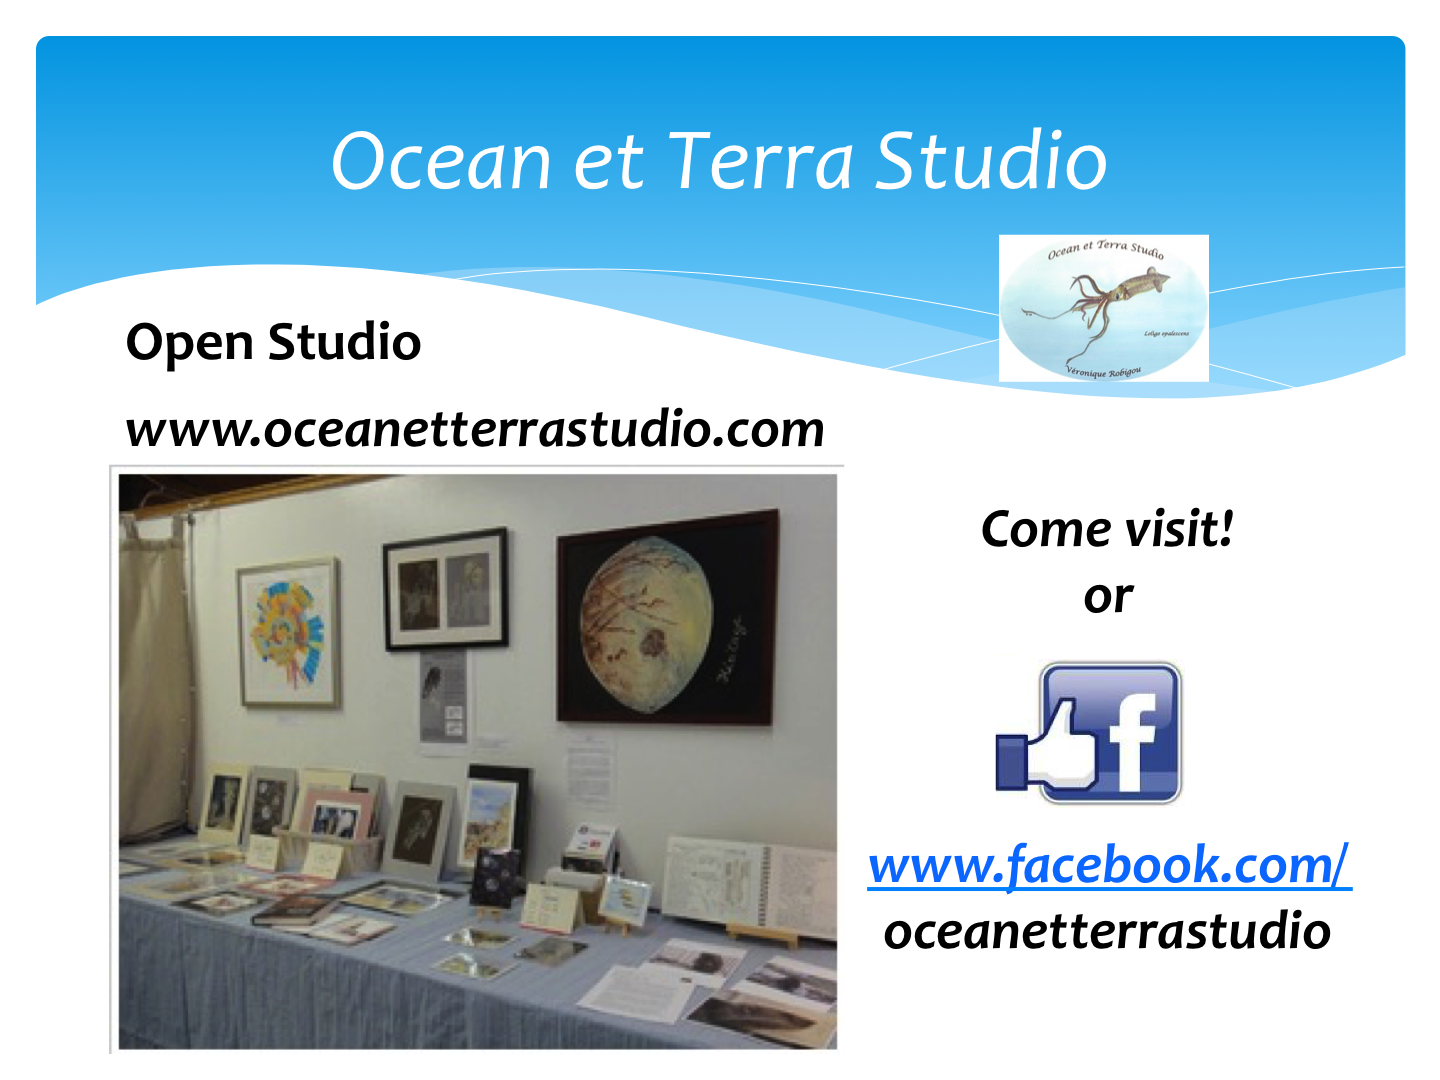 Ocean et Terra Studio
Ocean et Terra Studio
Loligo opalescens
Véronique Robigou
Open Studio
www.oceanetterrastudio.com
Héritage
Come visit!
or
f
www.facebook.com/
oceanetterrastudio